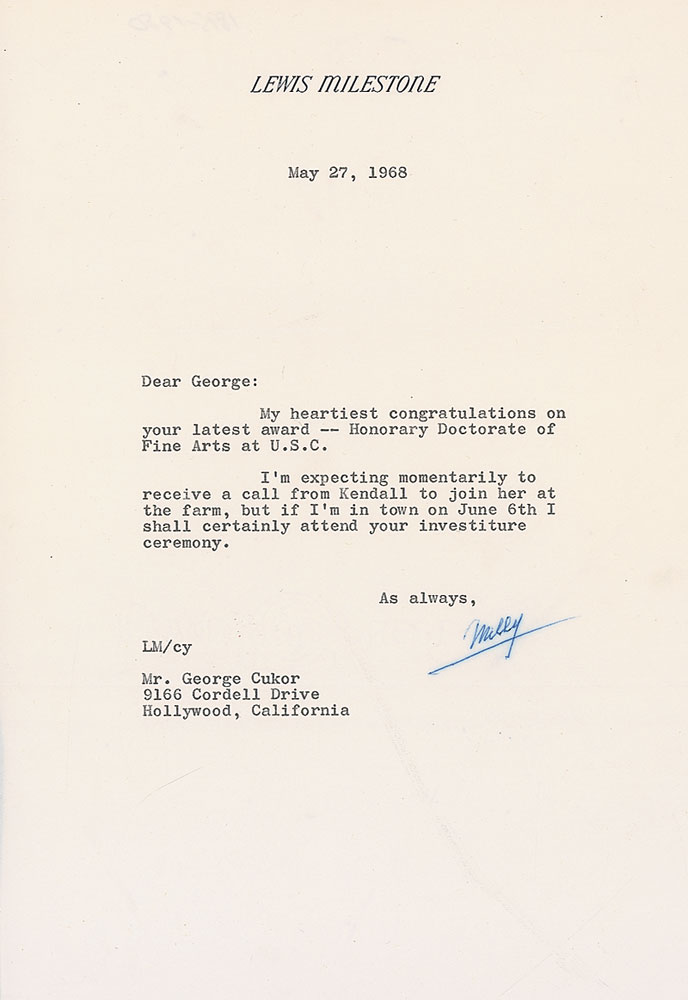 LEWIS MILESTONE
May 27, 1968
Dear George:
My heartiest congratulations on
your latest award -- Honorary Doctorate of
Fine Arts at U.S.C.
I'm expecting momentarily to
receive a call from Kendall to join her at
the farm, but if I'm in town on June 6th I
shall certainly attend your investiture
ceremony.
As always,
Milly
LM/cy
Mr. George Cukor
9166 Cordell Drive
Hollywood, California